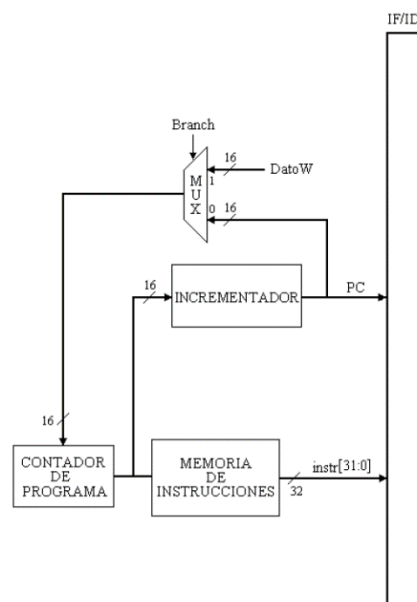 IF/ID
Branch
16
DatoW
1
MUX
0
16
16
INCREMENTADOR
PC
16
CONTADOR
DE
PROGRAMA
MEMORIA
DE
INSTRUCCIONES
instr[31:0]
32